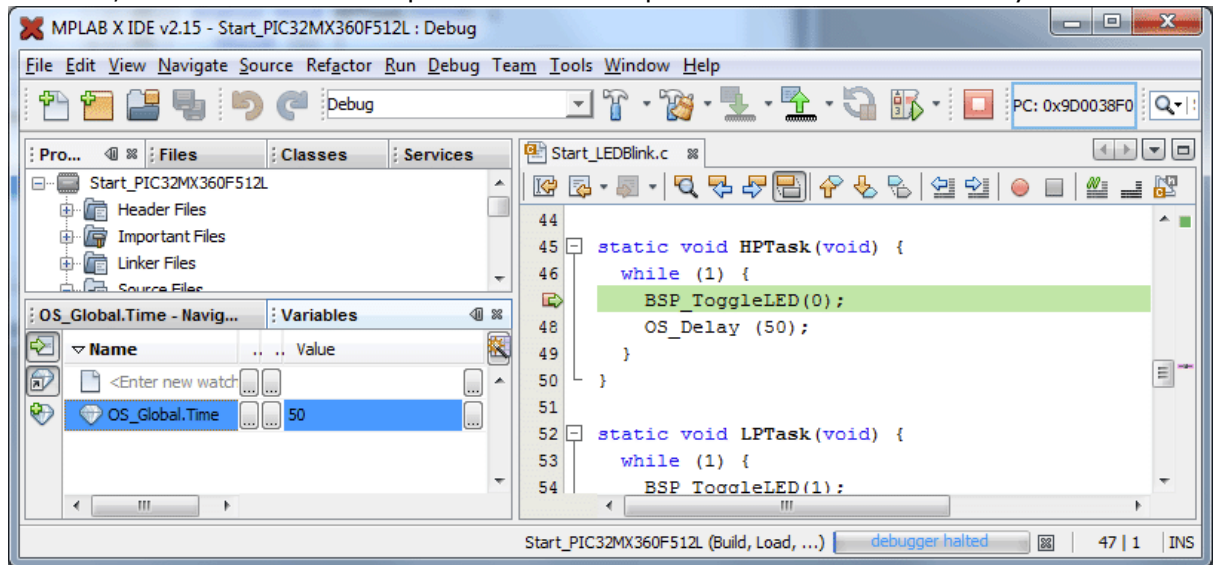 MPLAB X IDE v2.15 - Start_PIC32MX360F512L : Debug
File Edit View Navigate Source Refactor Run Debug Team Tools Window Help
Debug
PC: 0x9D0038F0
Pro... Files Classes Services
Start_PIC32MX360F512L
Header Files
Important Files
Linker Files
Source Files
OS_Global.Time - Navig... Variables
Name .. .. Value
<Enter new watch ... ... ...
OS_Global.Time ... ... 50 ...
Start_LEDBlink.c
44
45 static void HPTask(void) {
46 while (1) {
BSP_ToggleLED(0);
48 OS_Delay (50);
49 }
50 }
51
52 static void LPTask(void) {
53 while (1) {
54 BSP_ToggleLED(1);
Start_PIC32MX360F512L (Build, Load, ...) debugger halted 47 | 1 INS